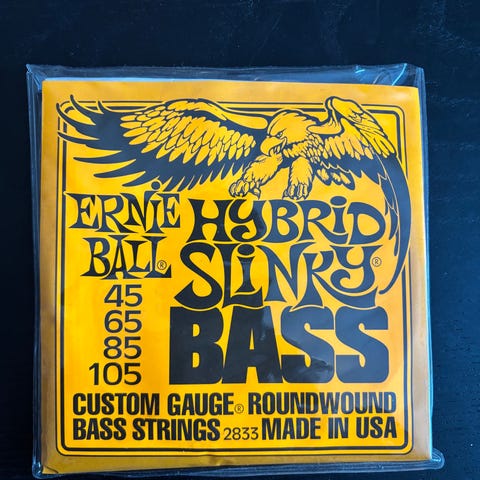 ERNIE BALL®
HYBRID SLINKY®
BASS
45
65
85
105
CUSTOM GAUGE® ROUNDWOUND
BASS STRINGS 2833 MADE IN USA